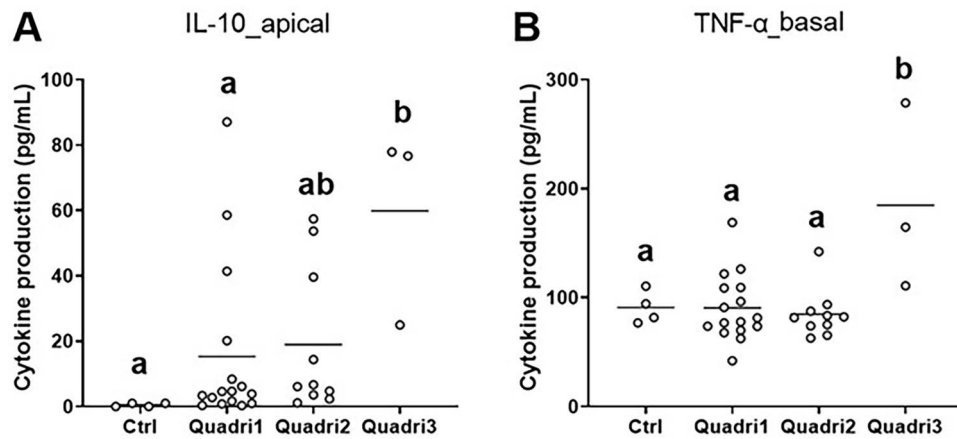 A
IL-10_apical
Cytokine production (pg/mL)
100
80
60
40
20
0
a
a
ab
b
Ctrl
Quadri1
Quadri2
Quadri3
B
TNF-α_basal
Cytokine production (pg/mL)
300
200
100
0
a
a
a
b
Ctrl
Quadri1
Quadri2
Quadri3